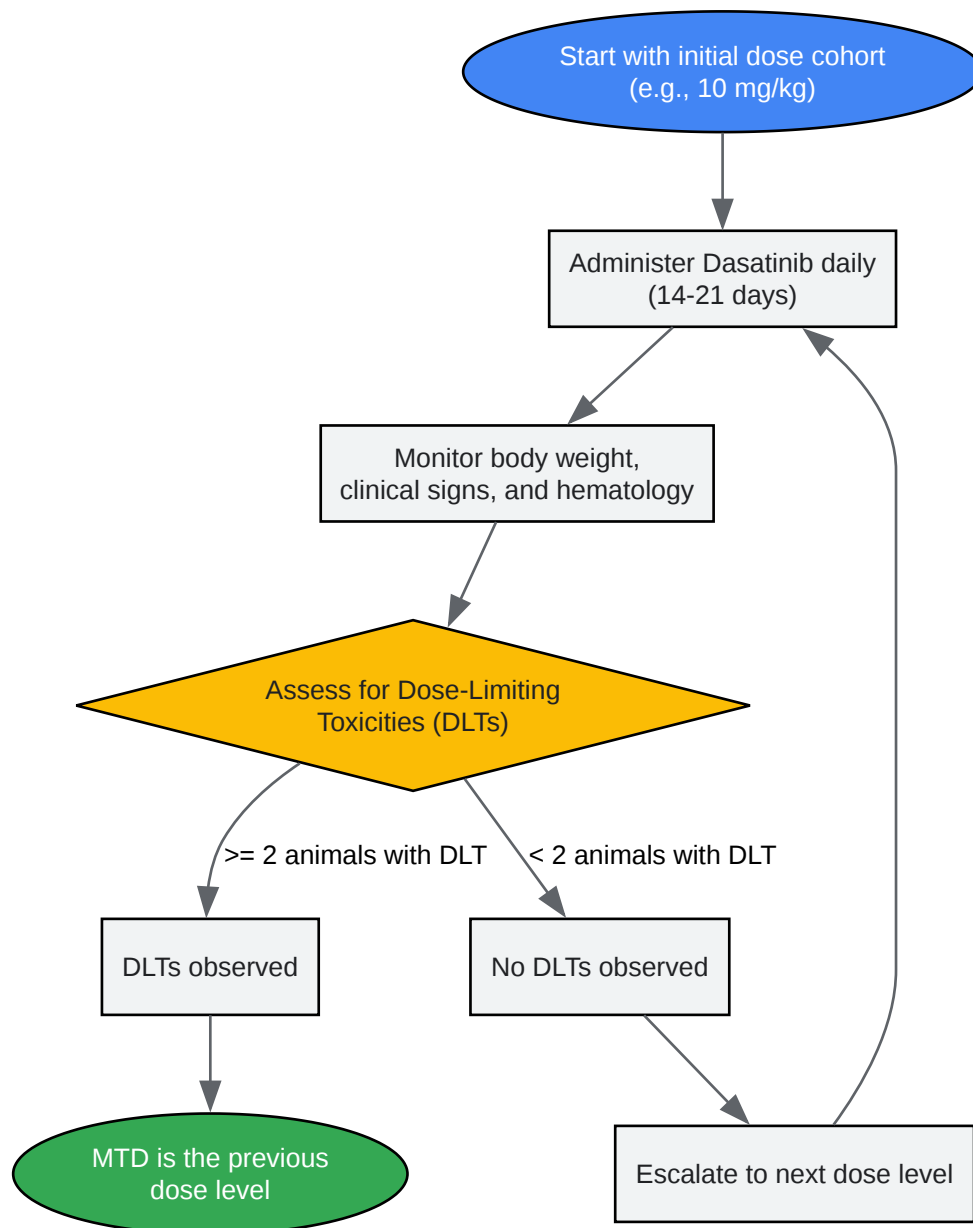 Start with initial dose cohort
(e.g., 10 mg/kg)
Administer Dasatinib daily
(14-21 days)
Monitor body weight,
clinical signs, and hematology
Assess for Dose-Limiting
Toxicities (DLTs)
>= 2 animals with DLT
< 2 animals with DLT
DLTs observed
No DLTs observed
MTD is the previous
dose level
Escalate to next dose level